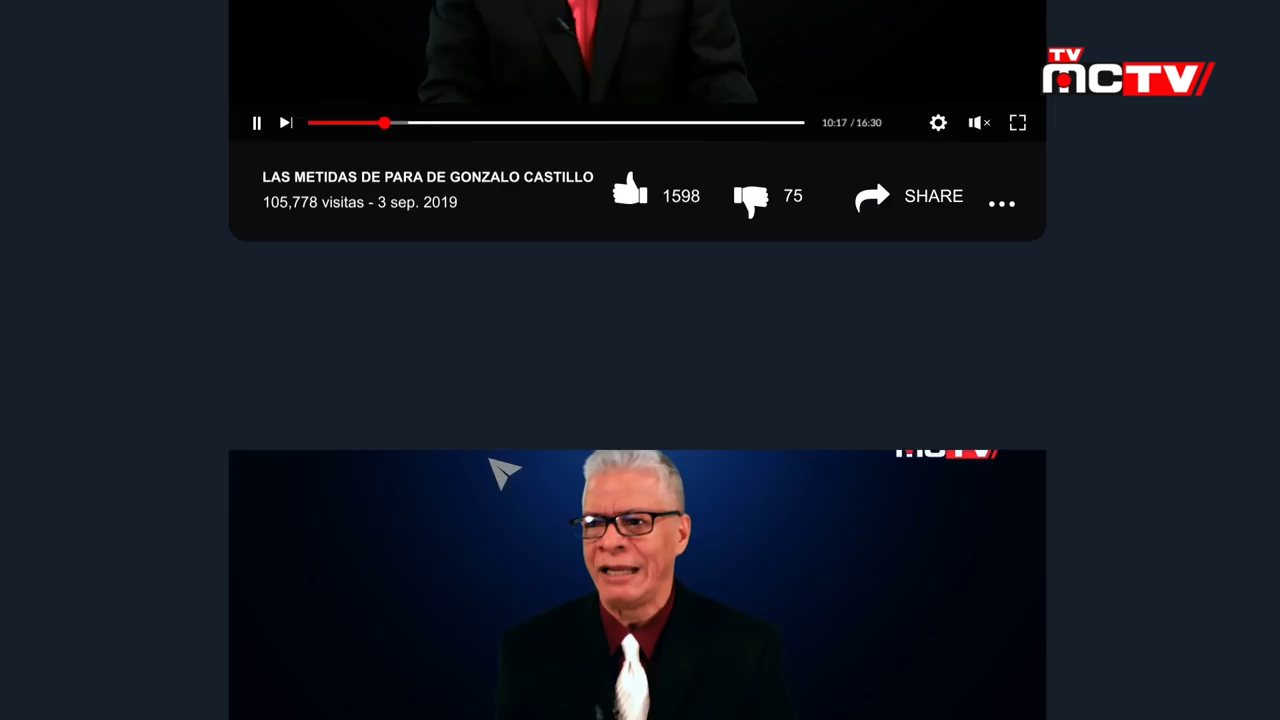 TV
MCTV
10:17 / 16:30
LAS METIDAS DE PARA DE GONZALO CASTILLO
105,778 visitas - 3 sep. 2019
1598
75
SHARE
MCTV